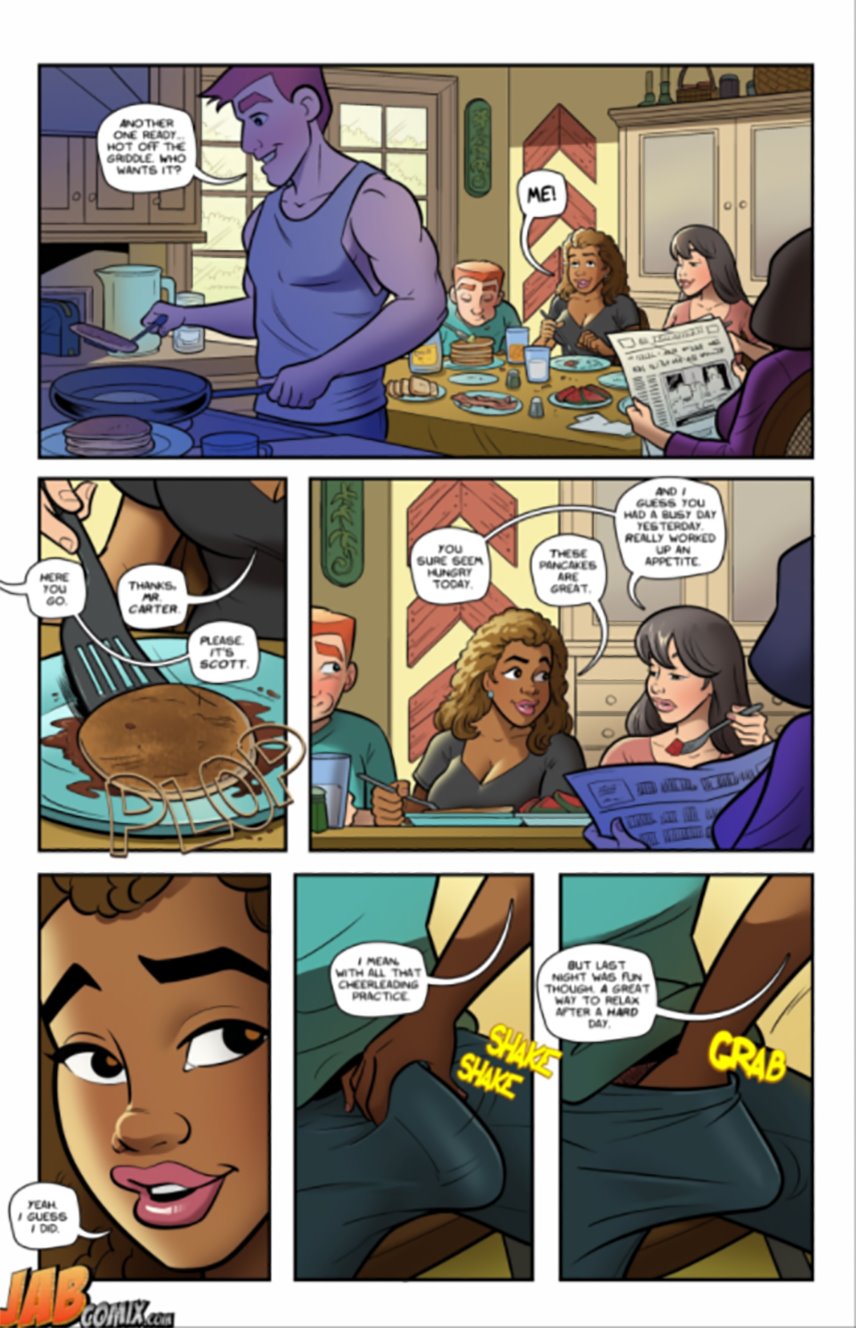 ANOTHER
ONE READY...
HOT OFF THE
GRIDDLE. WHO
WANTS IT?
ME!
HERE
YOU
GO.
THANKS,
MR.
CARTER.
PLEASE.
IT'S
SCOTT.
PLOP
YOU
SURE SEEM
HUNGRY
TODAY.
THESE
PANCAKES
ARE
GREAT.
AND I
GUESS YOU
HAD A BUSY DAY
YESTERDAY.
REALLY WORKED
UP AN
APPETITE.
YEAH.
I GUESS
I DID.
I MEAN,
WITH ALL THAT
CHEERLEADING
PRACTICE.
SHAKE
SHAKE
BUT LAST
NIGHT WAS FUN
THOUGH. A GREAT
WAY TO RELAX
AFTER A HARD
DAY.
GRAB
JAB
COMIX.COM